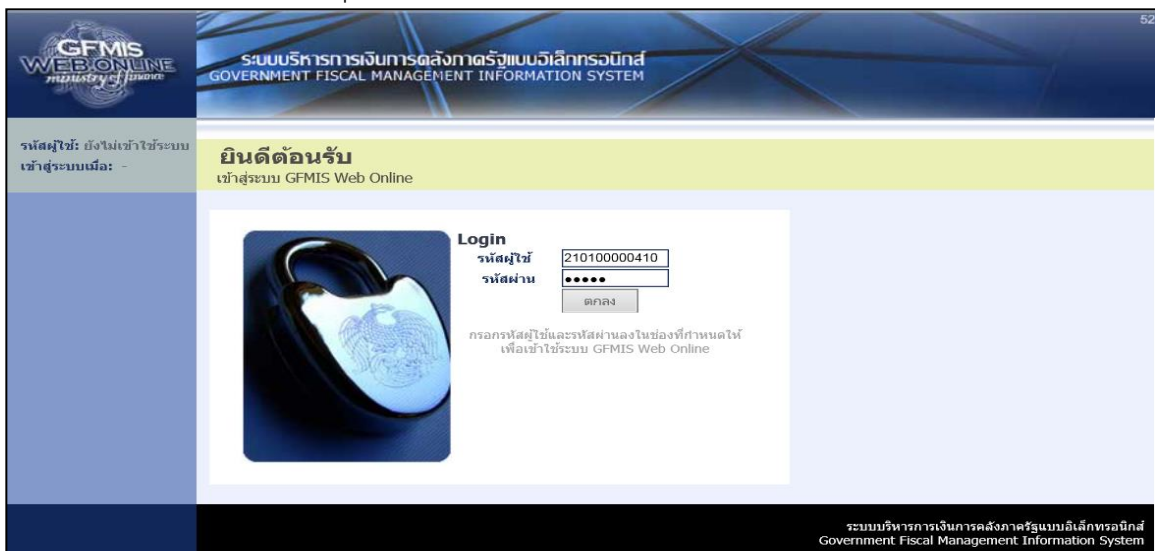 52
GFMIS
WEB ONLINE
ministry of finance
ระบบบริหารการเงินการคลังภาครัฐแบบอิเล็กทรอนิกส์
GOVERNMENT FISCAL MANAGEMENT INFORMATION SYSTEM
รหัสผู้ใช้: ยังไม่เข้าใช้ระบบ
เข้าสู่ระบบเมื่อ: -
ยินดีต้อนรับ
เข้าสู่ระบบ GFMIS Web Online
Login
รหัสผู้ใช้ 210100000410
รหัสผ่าน •••••
ตกลง
กรอกรหัสผู้ใช้และรหัสผ่านลงในช่องที่กำหนดให้
เพื่อเข้าใช้ระบบ GFMIS Web Online
ระบบบริหารการเงินการคลังภาครัฐแบบอิเล็กทรอนิกส์
Government Fiscal Management Information System